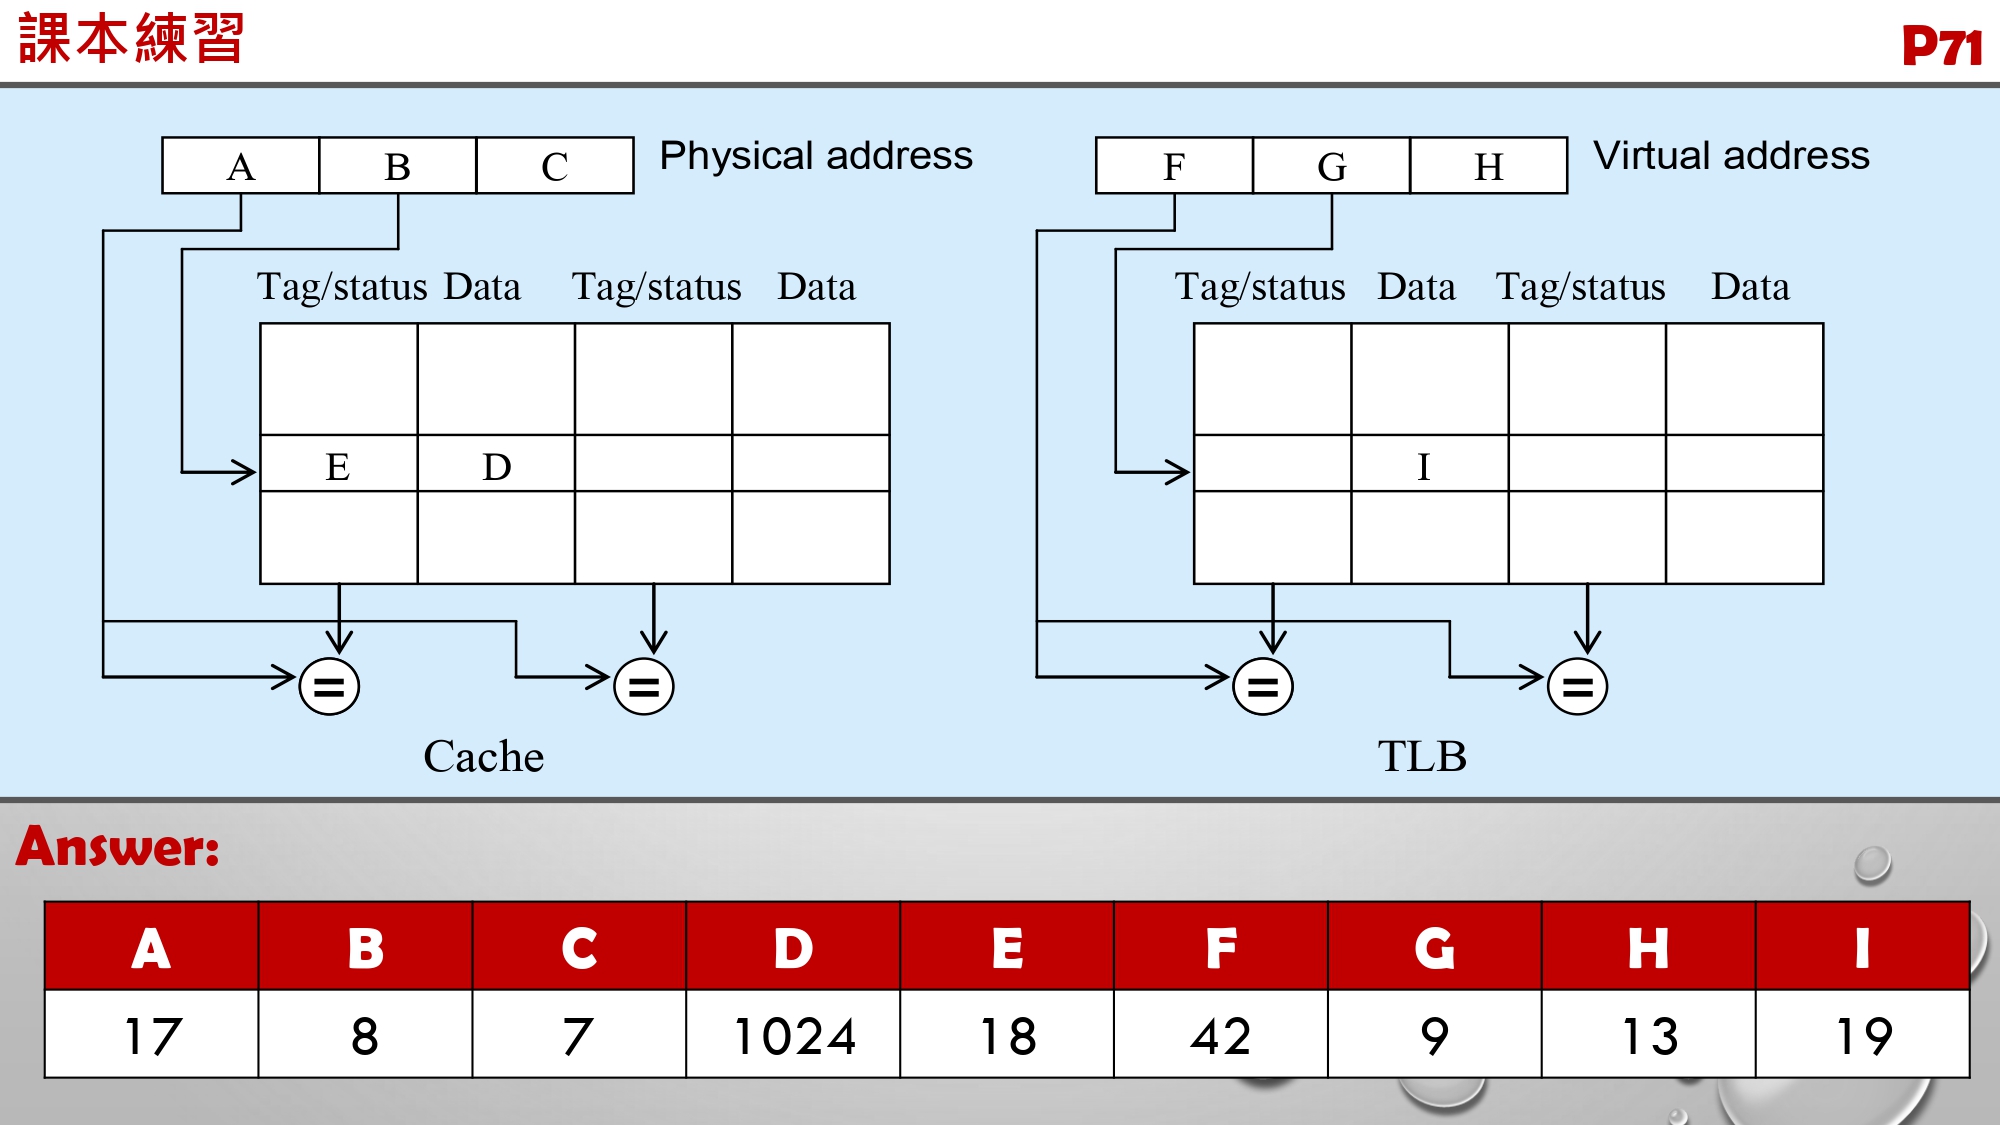 課本練習
P71
A B C Physical address
F G H Virtual address
Tag/status Data Tag/status Data
Tag/status Data Tag/status Data
E D
I
= =
= =
Cache
TLB
Answer:
A B C D E F G H I
17 8 7 1024 18 42 9 13 19